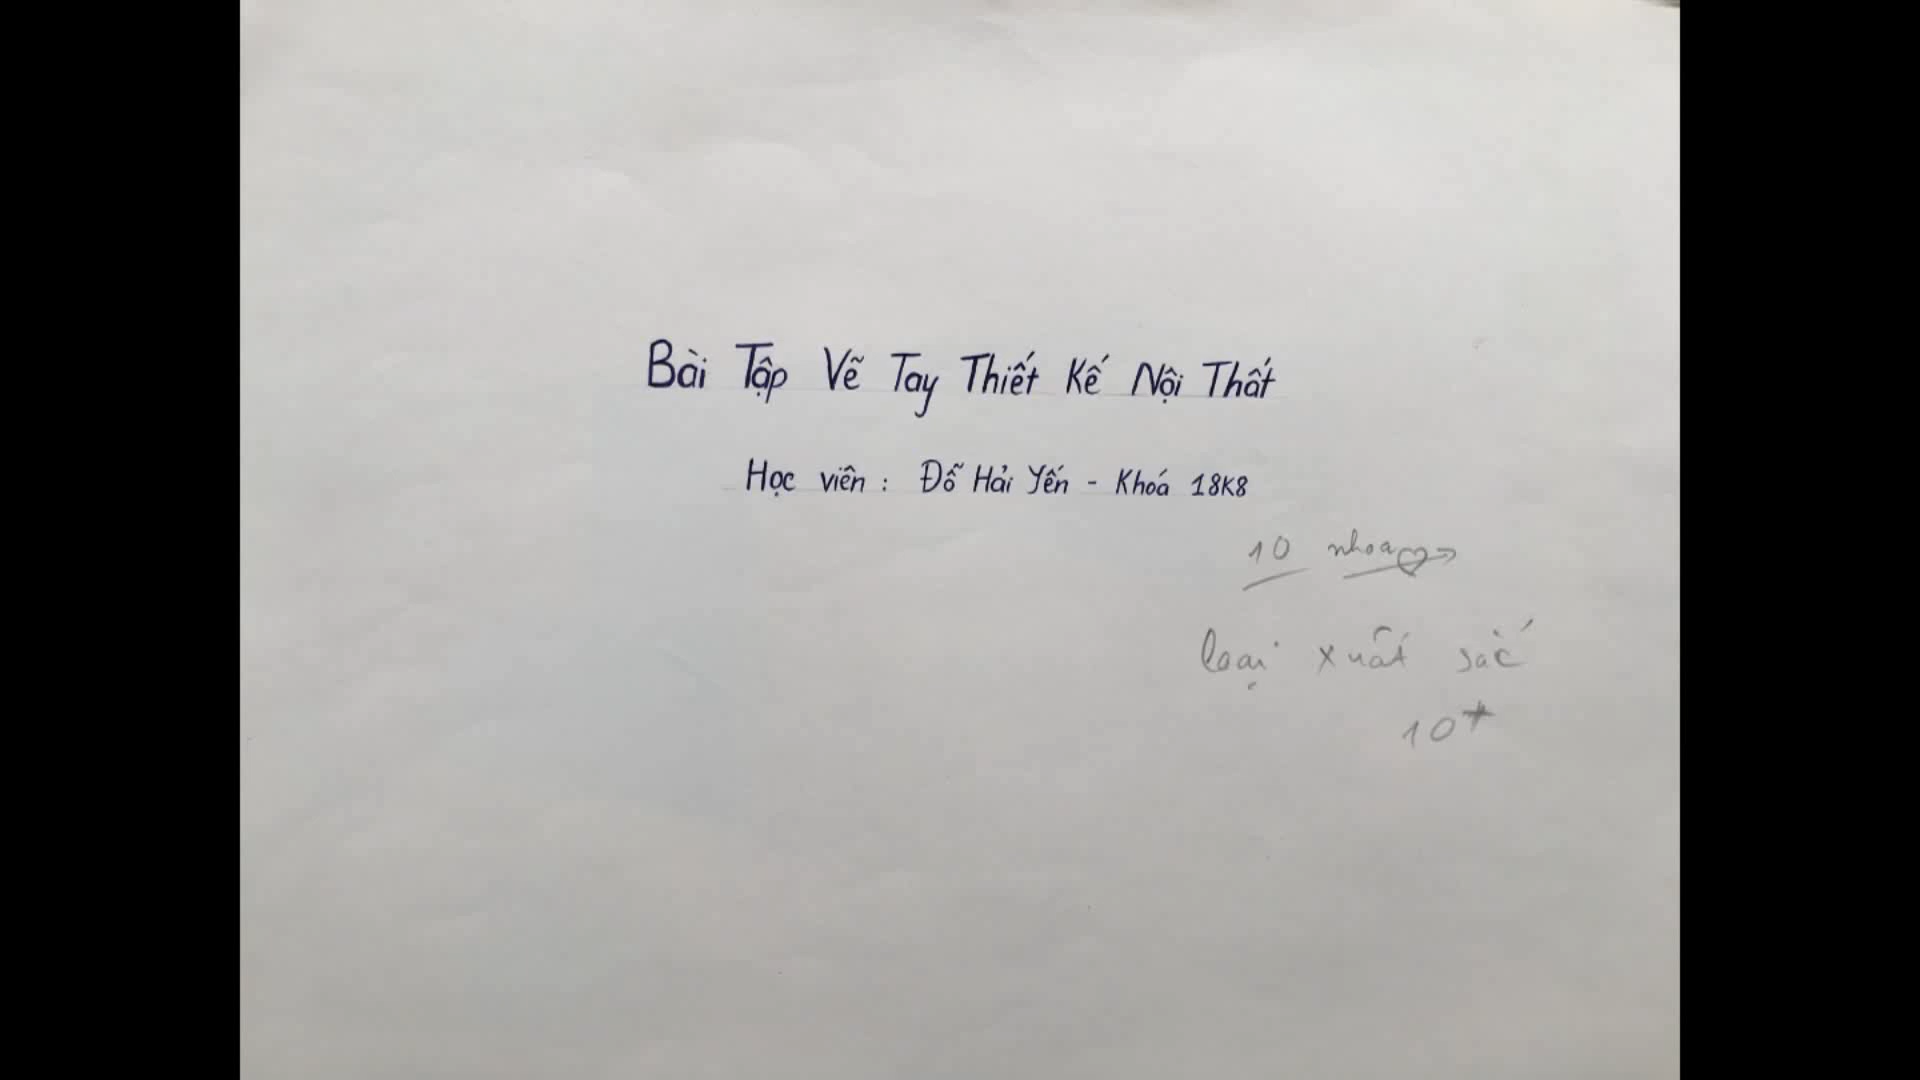 Bài Tập Vẽ Tay Thiết Kế Nội Thất
Học viên : Đỗ Hải Yến - Khoá 18K8
10 nhoa
loại xuất sắc
10+